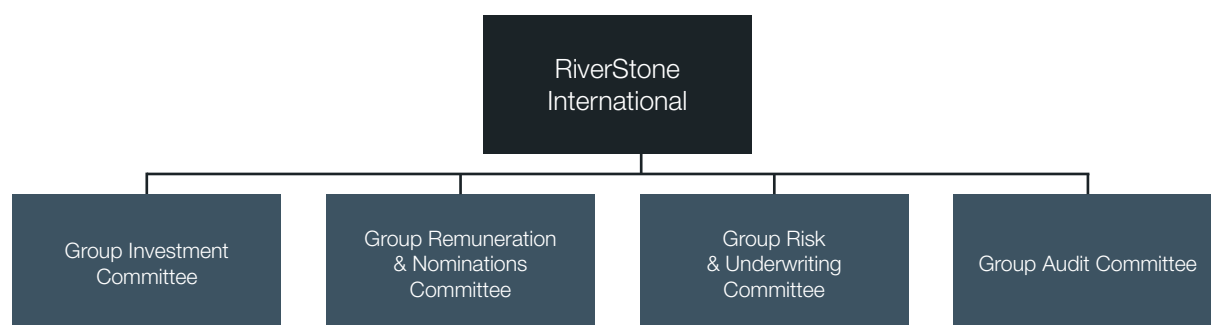 RiverStone
International
Group Investment
Committee
Group Remuneration
& Nominations
Committee
Group Risk
& Underwriting
Committee
Group Audit Committee